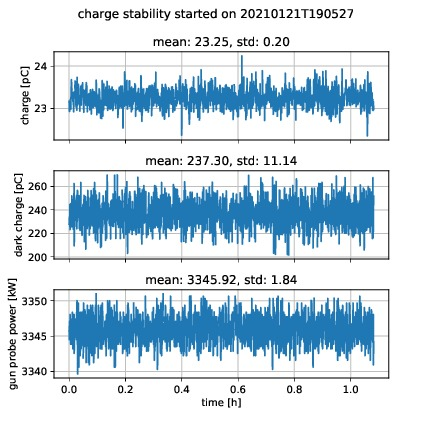 charge stability started on 20210121T190527
mean: 23.25, std: 0.20
24
23
charge [pC]
mean: 237.30, std: 11.14
260
240
220
200
dark charge [pC]
mean: 3345.92, std: 1.84
3350
3345
3340
gun probe power [kW]
0.0 0.2 0.4 0.6 0.8 1.0
time [h]